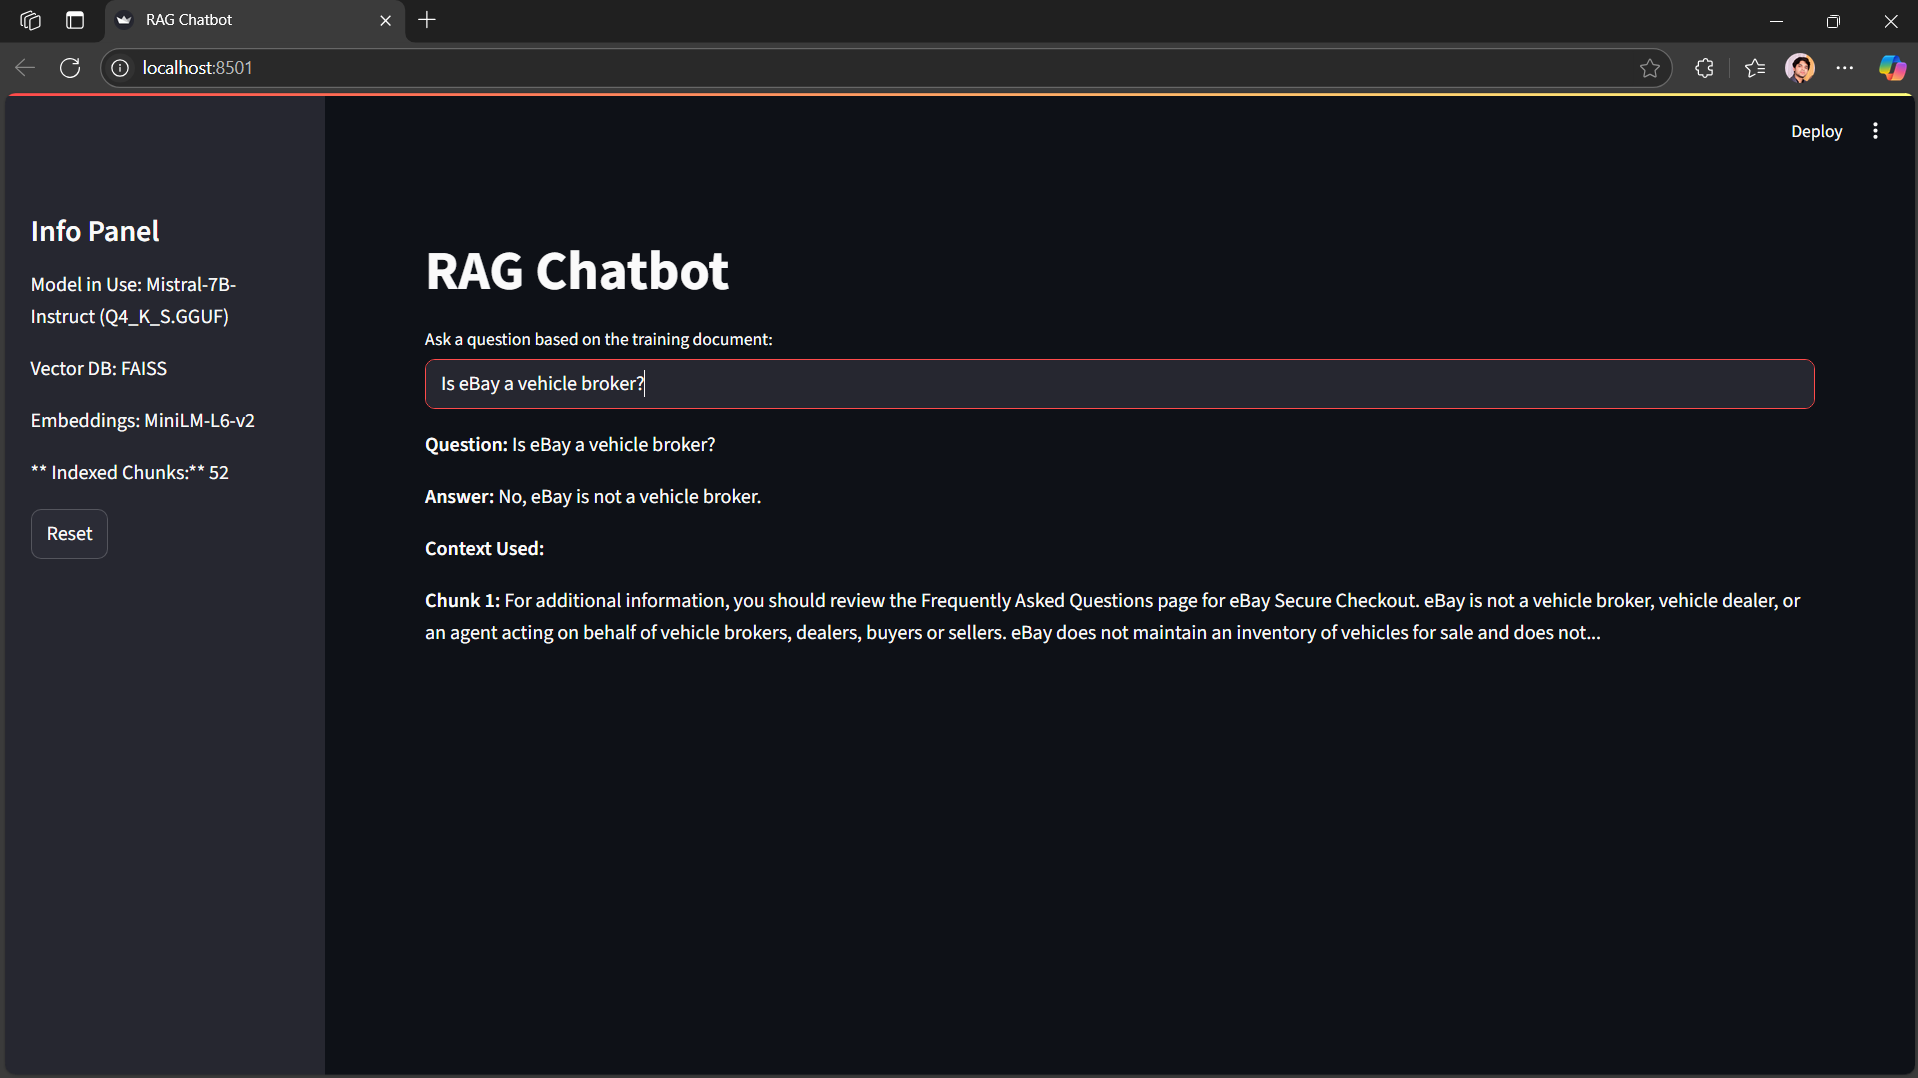 RAG Chatbot
localhost:8501
Deploy
Info Panel
Model in Use: Mistral-7B-
Instruct (Q4_K_S.GGUF)
Vector DB: FAISS
Embeddings: MiniLM-L6-v2
** Indexed Chunks:** 52
Reset
RAG Chatbot
Ask a question based on the training document:
Is eBay a vehicle broker?
Question: Is eBay a vehicle broker?
Answer: No, eBay is not a vehicle broker.
Context Used:
Chunk 1: For additional information, you should review the Frequently Asked Questions page for eBay Secure Checkout. eBay is not a vehicle broker, vehicle dealer, or
an agent acting on behalf of vehicle brokers, dealers, buyers or sellers. eBay does not maintain an inventory of vehicles for sale and does not...